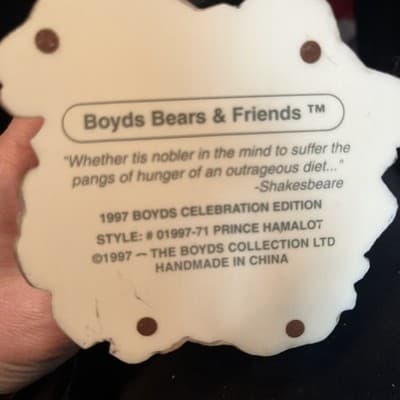 Boyds Bears & Friends ™
"Whether tis nobler in the mind to suffer the
pangs of hunger of an outrageous diet..."
-Shakesbeare
1997 BOYDS CELEBRATION EDITION
STYLE: # 01997-71 PRINCE HAMALOT
©1997 — THE BOYDS COLLECTION LTD
HANDMADE IN CHINA